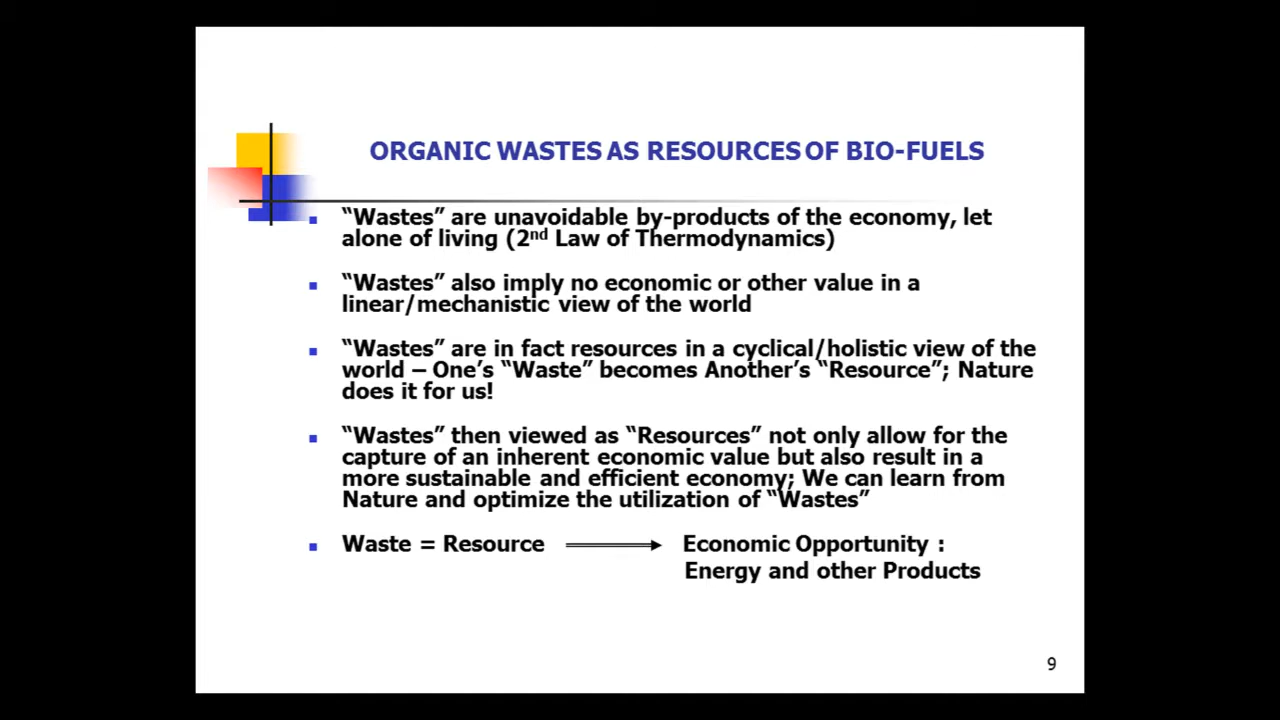 ORGANIC WASTES AS RESOURCES OF BIO-FUELS
“Wastes” are unavoidable by-products of the economy, let
alone of living (2nd Law of Thermodynamics)
“Wastes” also imply no economic or other value in a
linear/mechanistic view of the world
“Wastes” are in fact resources in a cyclical/holistic view of the
world – One’s “Waste” becomes Another’s “Resource”; Nature
does it for us!
“Wastes” then viewed as “Resources” not only allow for the
capture of an inherent economic value but also result in a
more sustainable and efficient economy; We can learn from
Nature and optimize the utilization of “Wastes”
Waste = Resource Economic Opportunity :
Energy and other Products
9